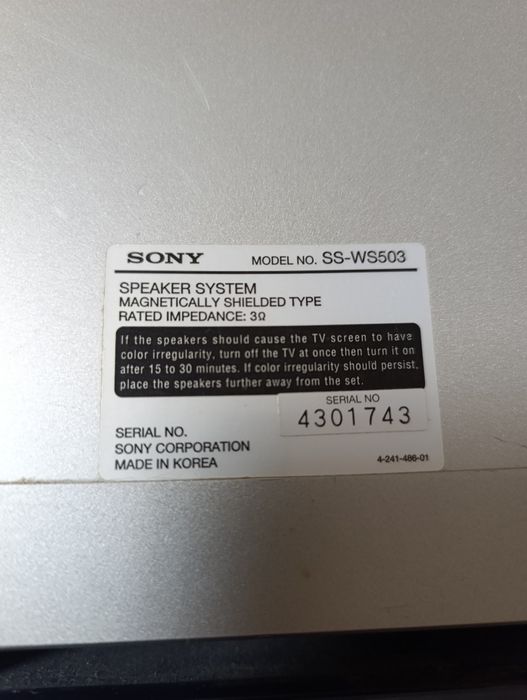 SONY MODEL NO. SS-WS503
SPEAKER SYSTEM
MAGNETICALLY SHIELDED TYPE
RATED IMPEDANCE: 3Ω
If the speakers should cause the TV screen to have
color irregularity, turn off the TV at once then turn it on
after 15 to 30 minutes. If color irregularity should persist,
place the speakers further away from the set.
SERIAL NO
4301743
SERIAL NO.
SONY CORPORATION
MADE IN KOREA
4-241-486-01